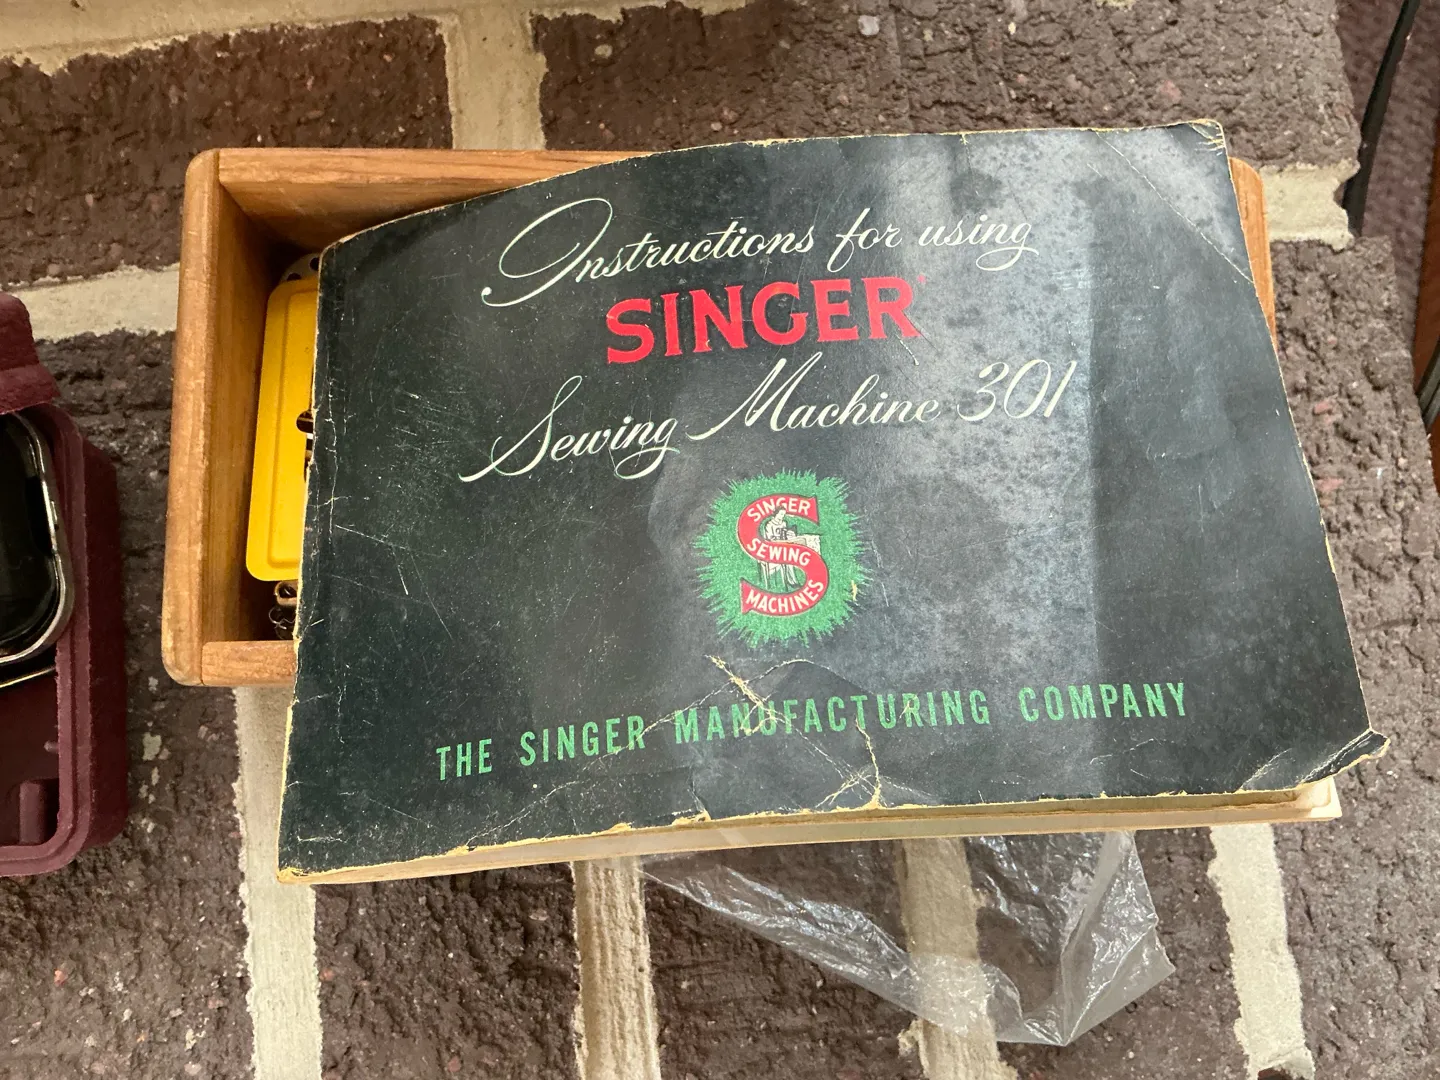 Instructions for using
SINGER
Sewing Machine 301
SINGER
SEWING
MACHINES
THE SINGER MANUFACTURING COMPANY